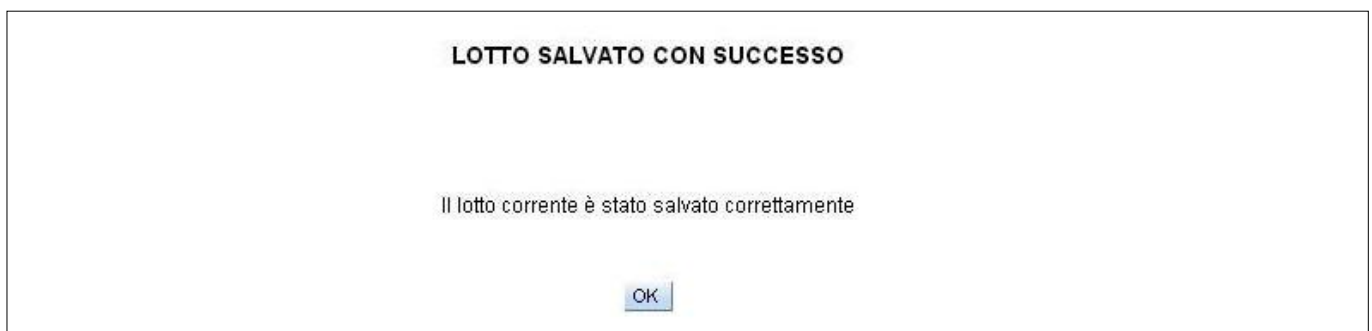 LOTTO SALVATO CON SUCCESSO
Il lotto corrente è stato salvato correttamente
OK